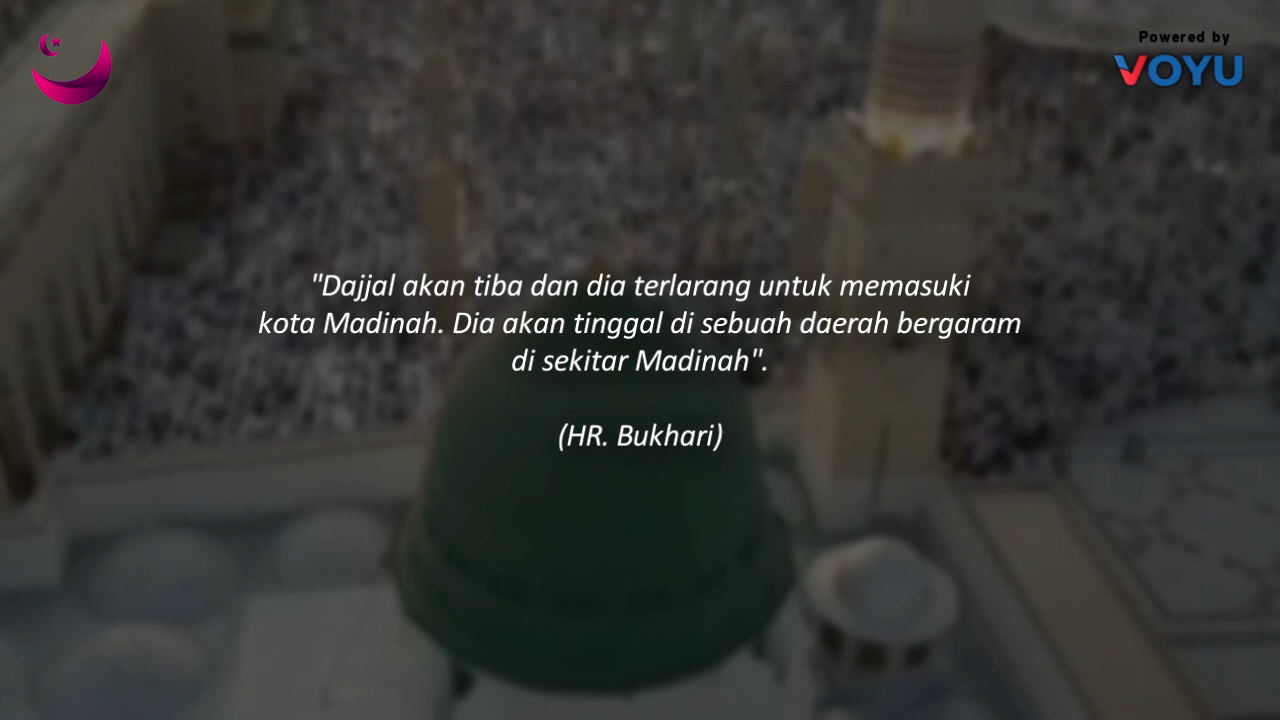 Powered by
VOYU
"Dajjal akan tiba dan dia terlarang untuk memasuki
kota Madinah. Dia akan tinggal di sebuah daerah bergaram
di sekitar Madinah".
(HR. Bukhari)